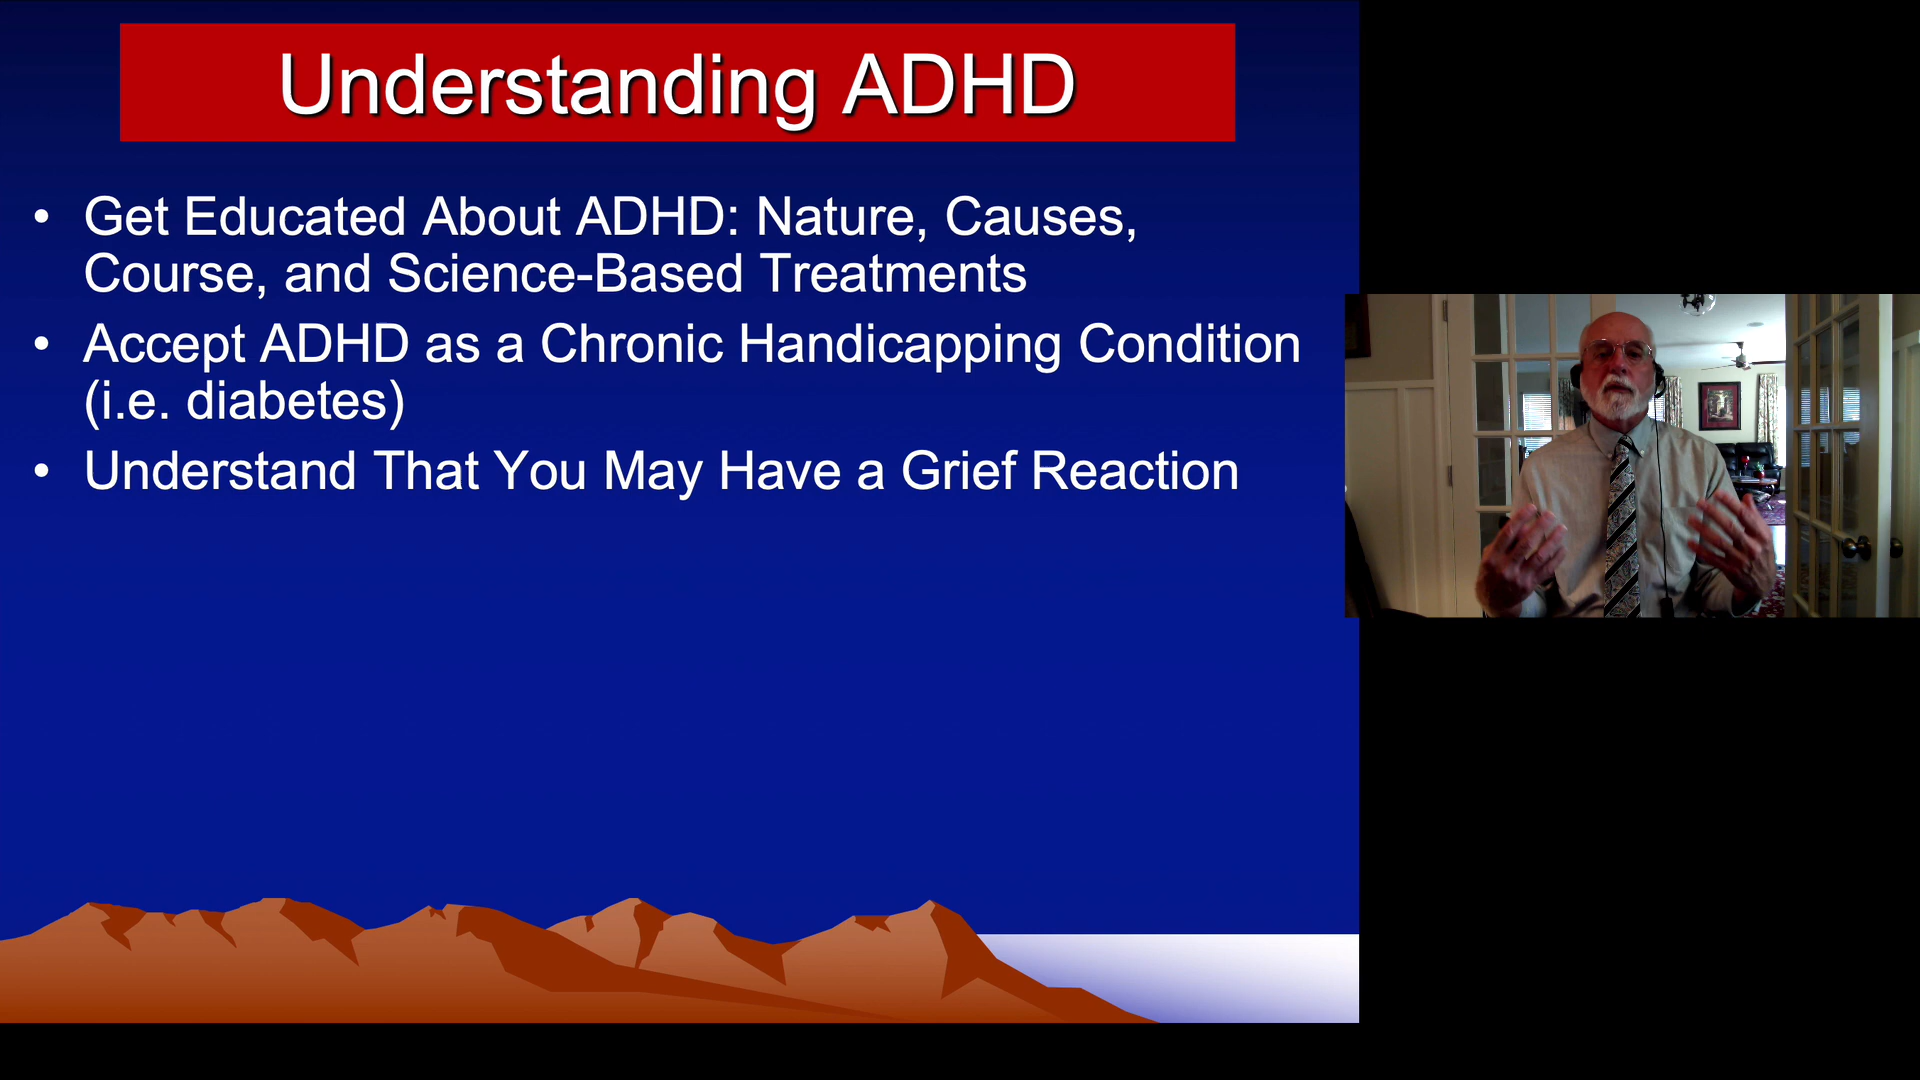 Understanding ADHD
• Get Educated About ADHD: Nature, Causes,
Course, and Science-Based Treatments
• Accept ADHD as a Chronic Handicapping Condition
(i.e. diabetes)
• Understand That You May Have a Grief Reaction